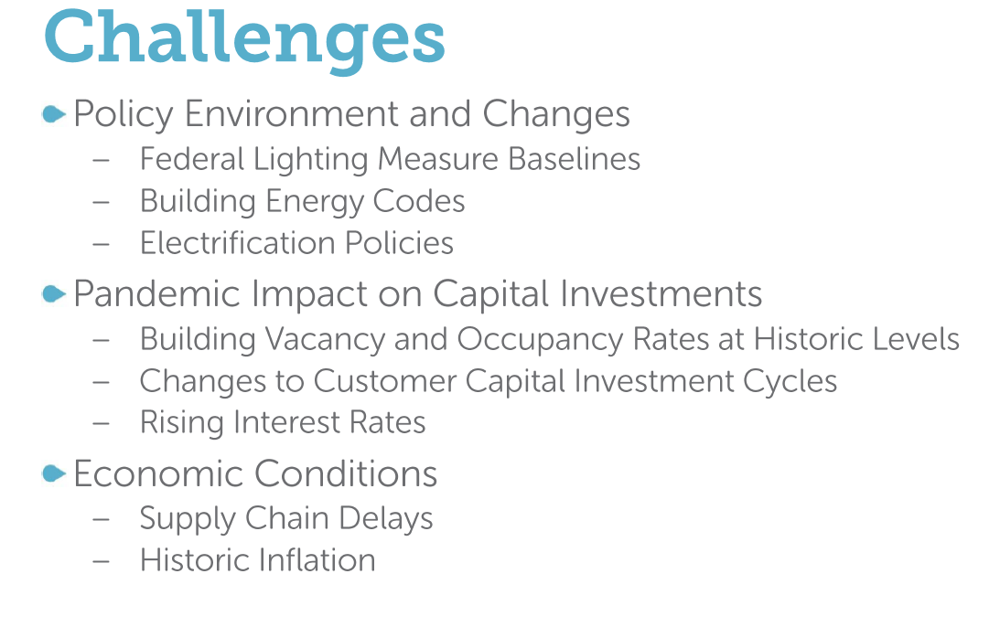 Challenges
Policy Environment and Changes
– Federal Lighting Measure Baselines
– Building Energy Codes
– Electrification Policies
Pandemic Impact on Capital Investments
– Building Vacancy and Occupancy Rates at Historic Levels
– Changes to Customer Capital Investment Cycles
– Rising Interest Rates
Economic Conditions
– Supply Chain Delays
– Historic Inflation